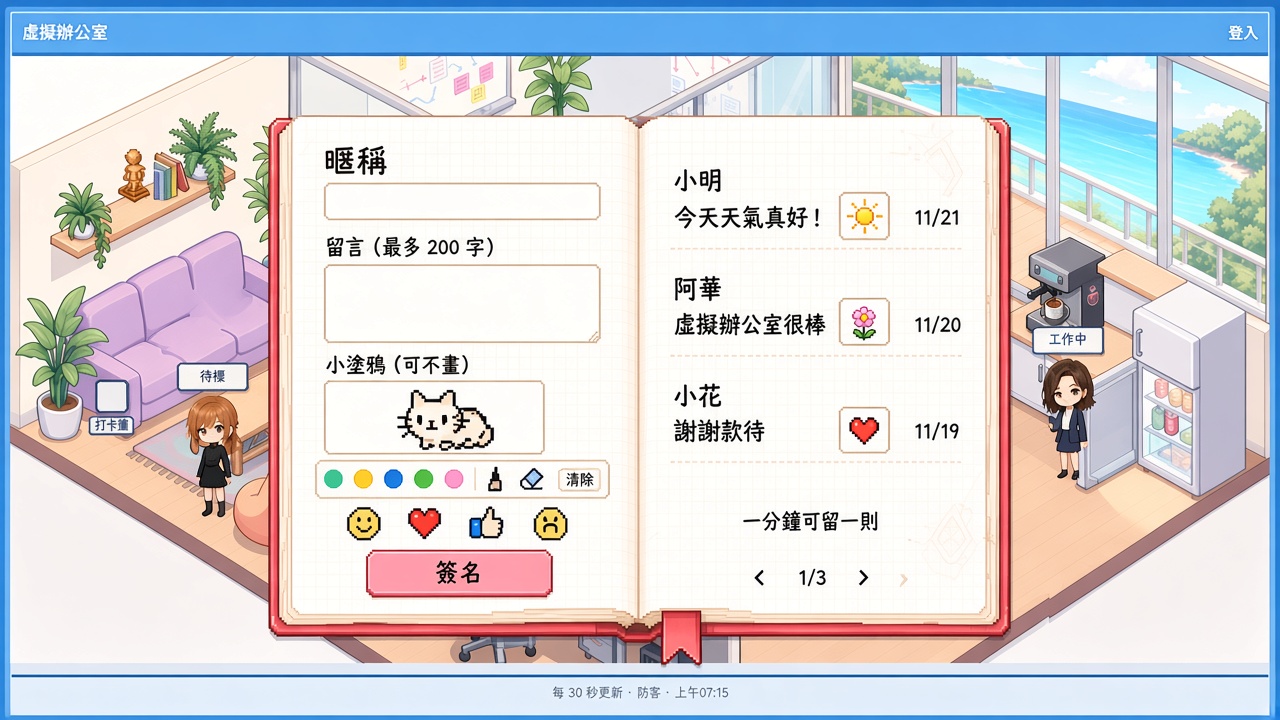 虛擬辦公室
登入
暱稱
留言 (最多 200 字)
小塗鴉 (可不畫)
清除
簽名
小明
今天天氣真好！
11/21
阿華
虛擬辦公室很棒
11/20
小花
謝謝款待
11/19
一分鐘可留一則
1/3
待樱
打卡簿
工作中
每 30 秒更新 · 防客 · 上午07:15